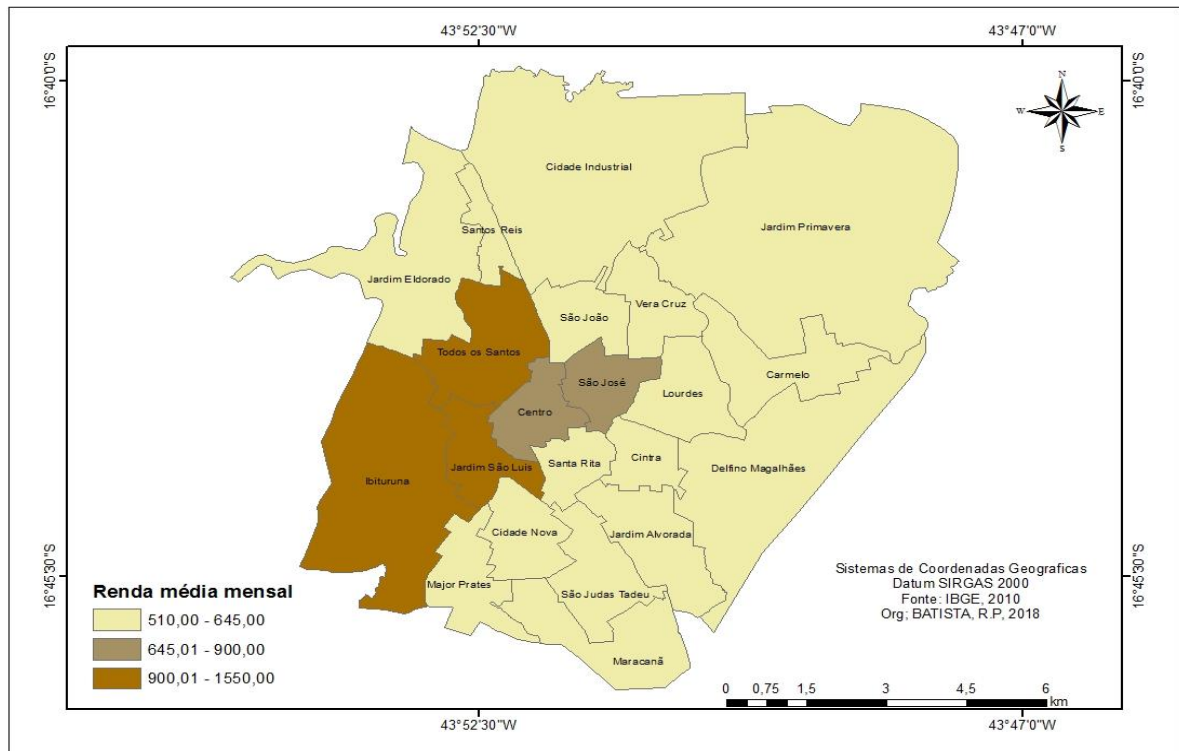 43°52'30"W
43°47'0"W
16°40'0"S
16°40'0"S
N
W
E
S
Cidade Industrial
Jardim Primavera
Santos Reis
Jardim Eldorado
Vera Cruz
São João
Todos os Santos
Carmelo
São José
Lourdes
Centro
Jardim São Luis
Santa Rita
Cintra
Delfino Magalhães
Ibituruna
Cidade Nova
Jardim Alvorada
16°45'30"S
16°45'30"S
Major Prates
São Judas Tadeu
Maracanã
Sistemas de Coordenadas Geograficas
Datum SIRGAS 2000
Fonte: IBGE, 2010
Org; BATISTA, R.P, 2018
Renda média mensal
510,00 - 645,00
645,01 - 900,00
900,01 - 1550,00
0 0,75 1,5 3 4,5 6
km
43°52'30"W
43°47'0"W